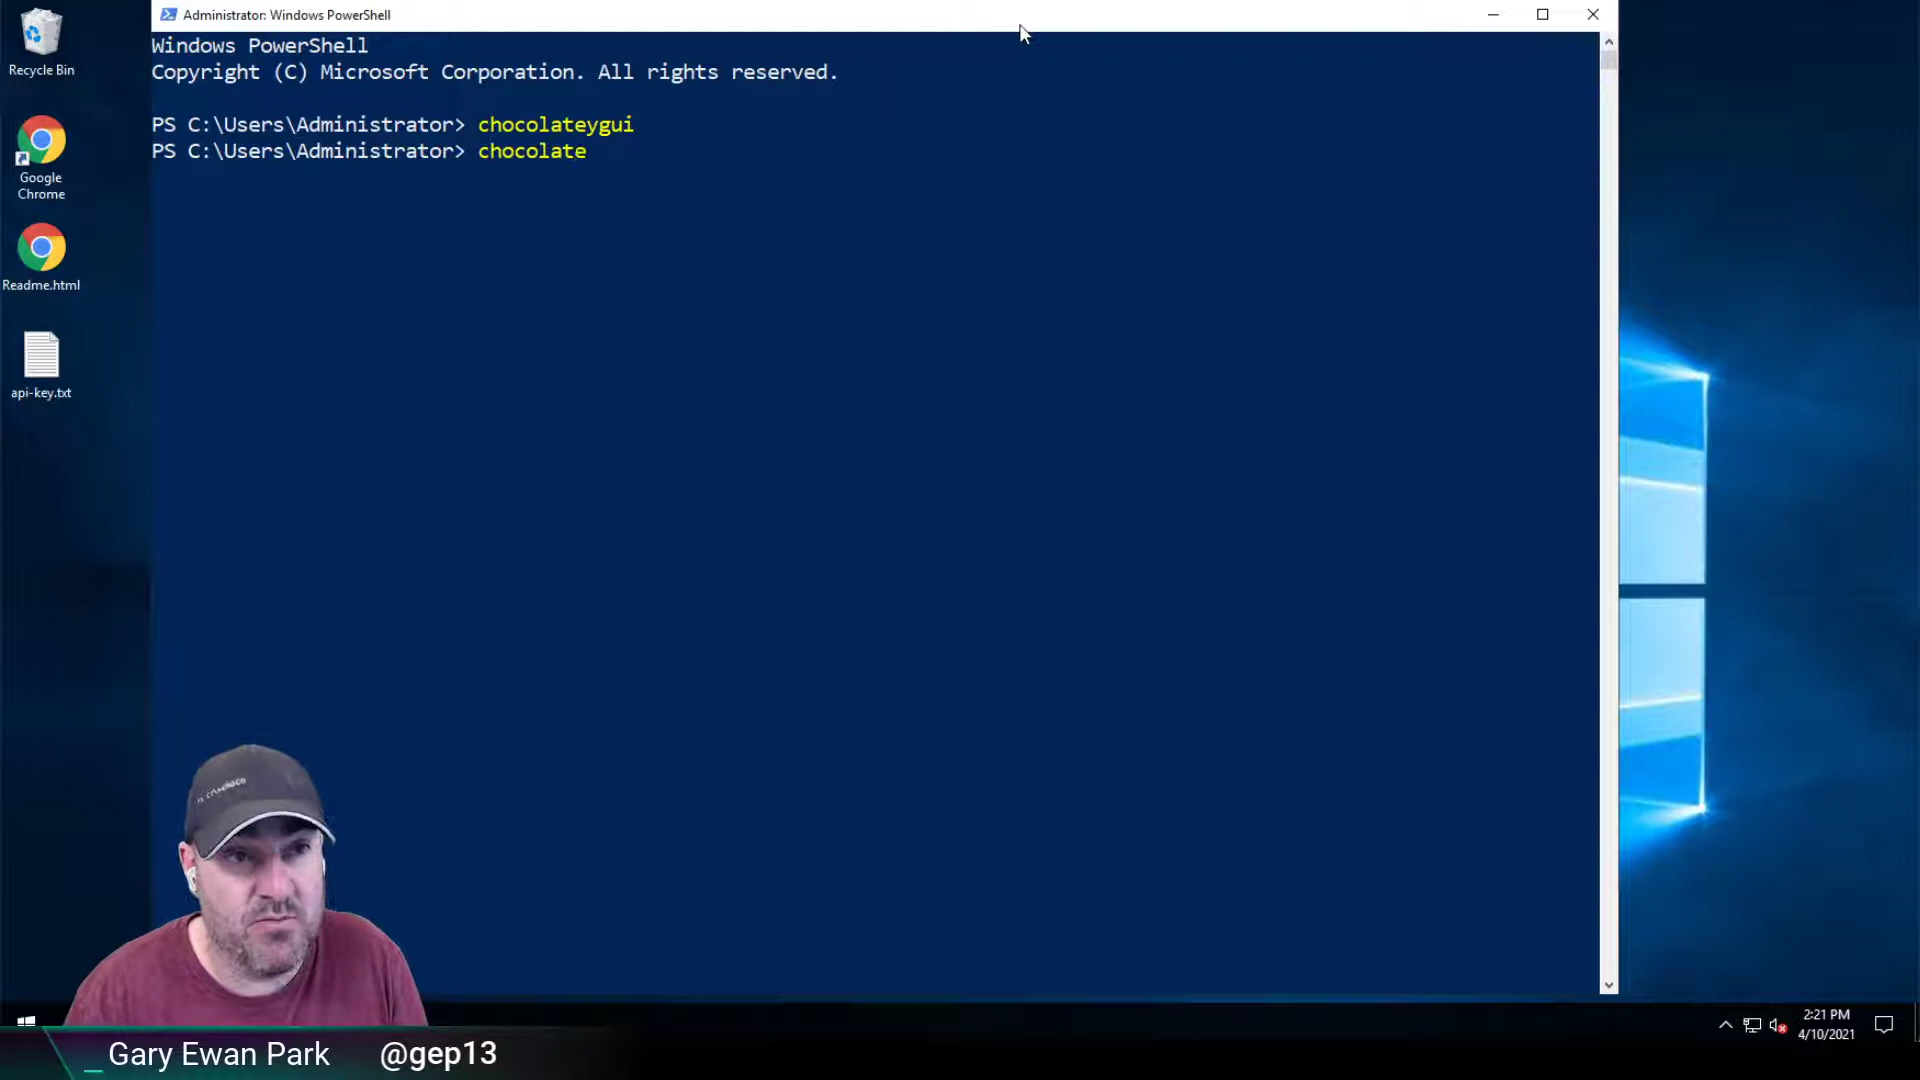 Administrator: Windows PowerShell
Recycle Bin
Google
Chrome
Readme.html
api-key.txt
Windows PowerShell
Copyright (C) Microsoft Corporation. All rights reserved.
PS C:\Users\Administrator> chocolateygui
PS C:\Users\Administrator> chocolate
2:21 PM
4/10/2021
_ Gary Ewan Park @gep13